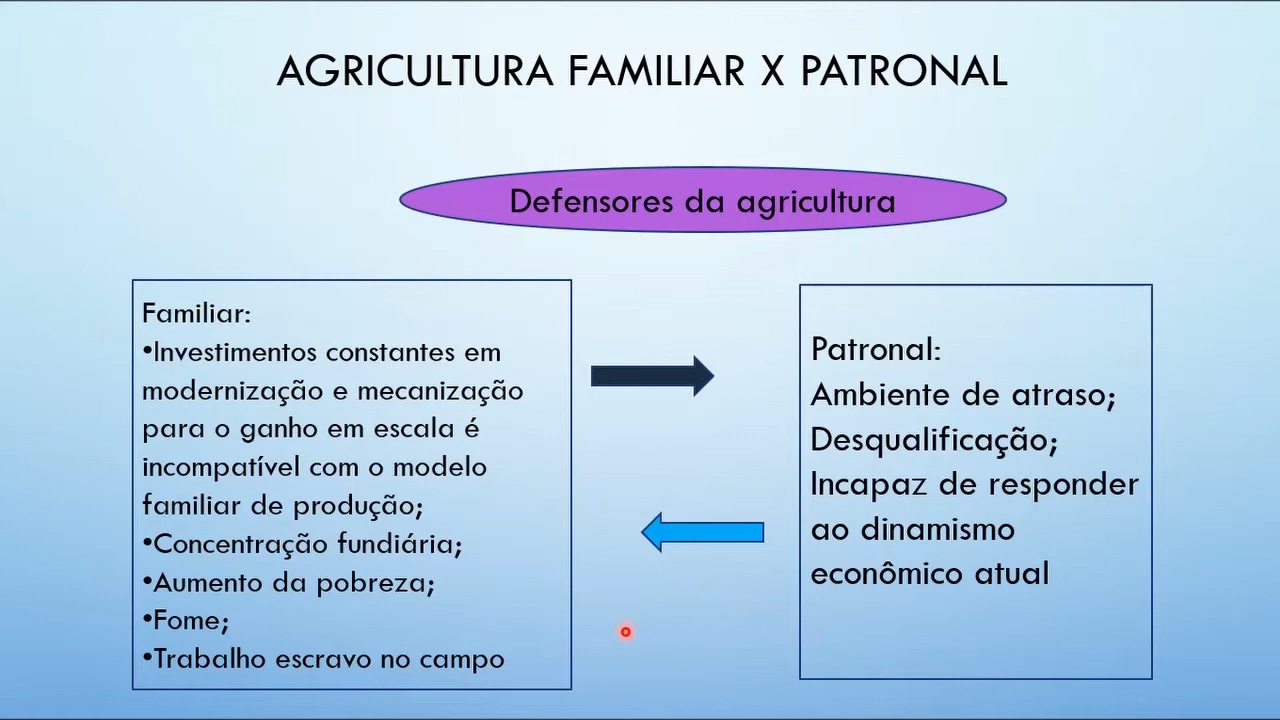 AGRICULTURA FAMILIAR X PATRONAL
Defensores da agricultura
Familiar:
•Investimentos constantes em
modernização e mecanização
para o ganho em escala é
incompatível com o modelo
familiar de produção;
•Concentração fundiária;
•Aumento da pobreza;
•Fome;
•Trabalho escravo no campo
Patronal:
Ambiente de atraso;
Desqualificação;
Incapaz de responder
ao dinamismo
econômico atual